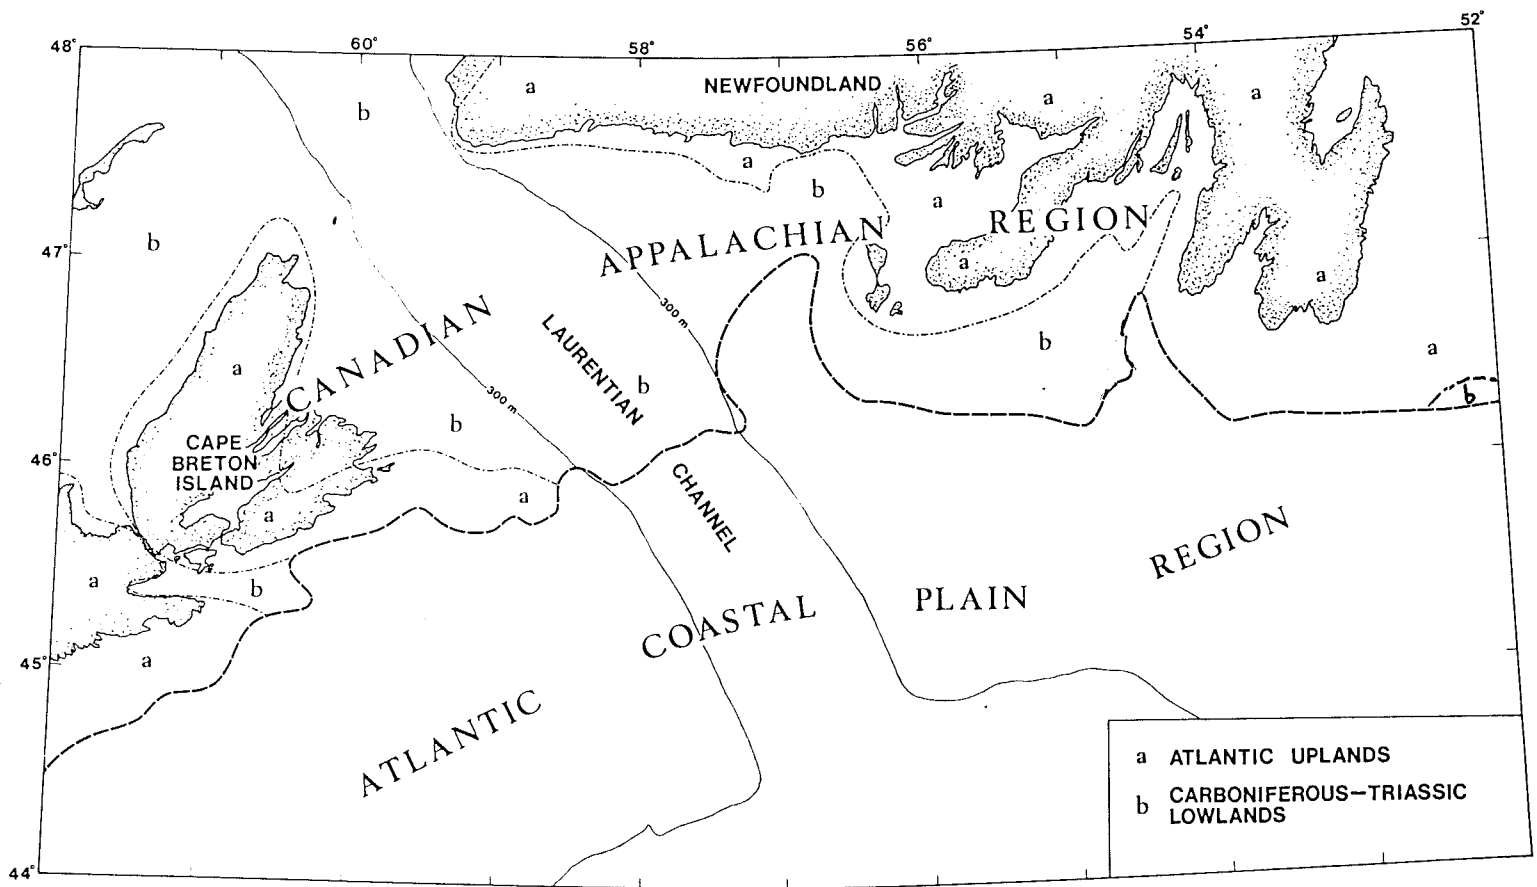 48° 60° 58° 56° 54° 52°
a NEWFOUNDLAND a a
b
a
b
a
a
b
47°
APPALACHIAN REGION
a
a
300 m
CANADIAN
LAURENTIAN
b
a
a
b
b
300 m
b
CAPE
BRETON
ISLAND
46°
CHANNEL
a
a
REGION
a
b
PLAIN
COASTAL
45°
a
ATLANTIC
a ATLANTIC UPLANDS
b CARBONIFEROUS—TRIASSIC
LOWLANDS
44°